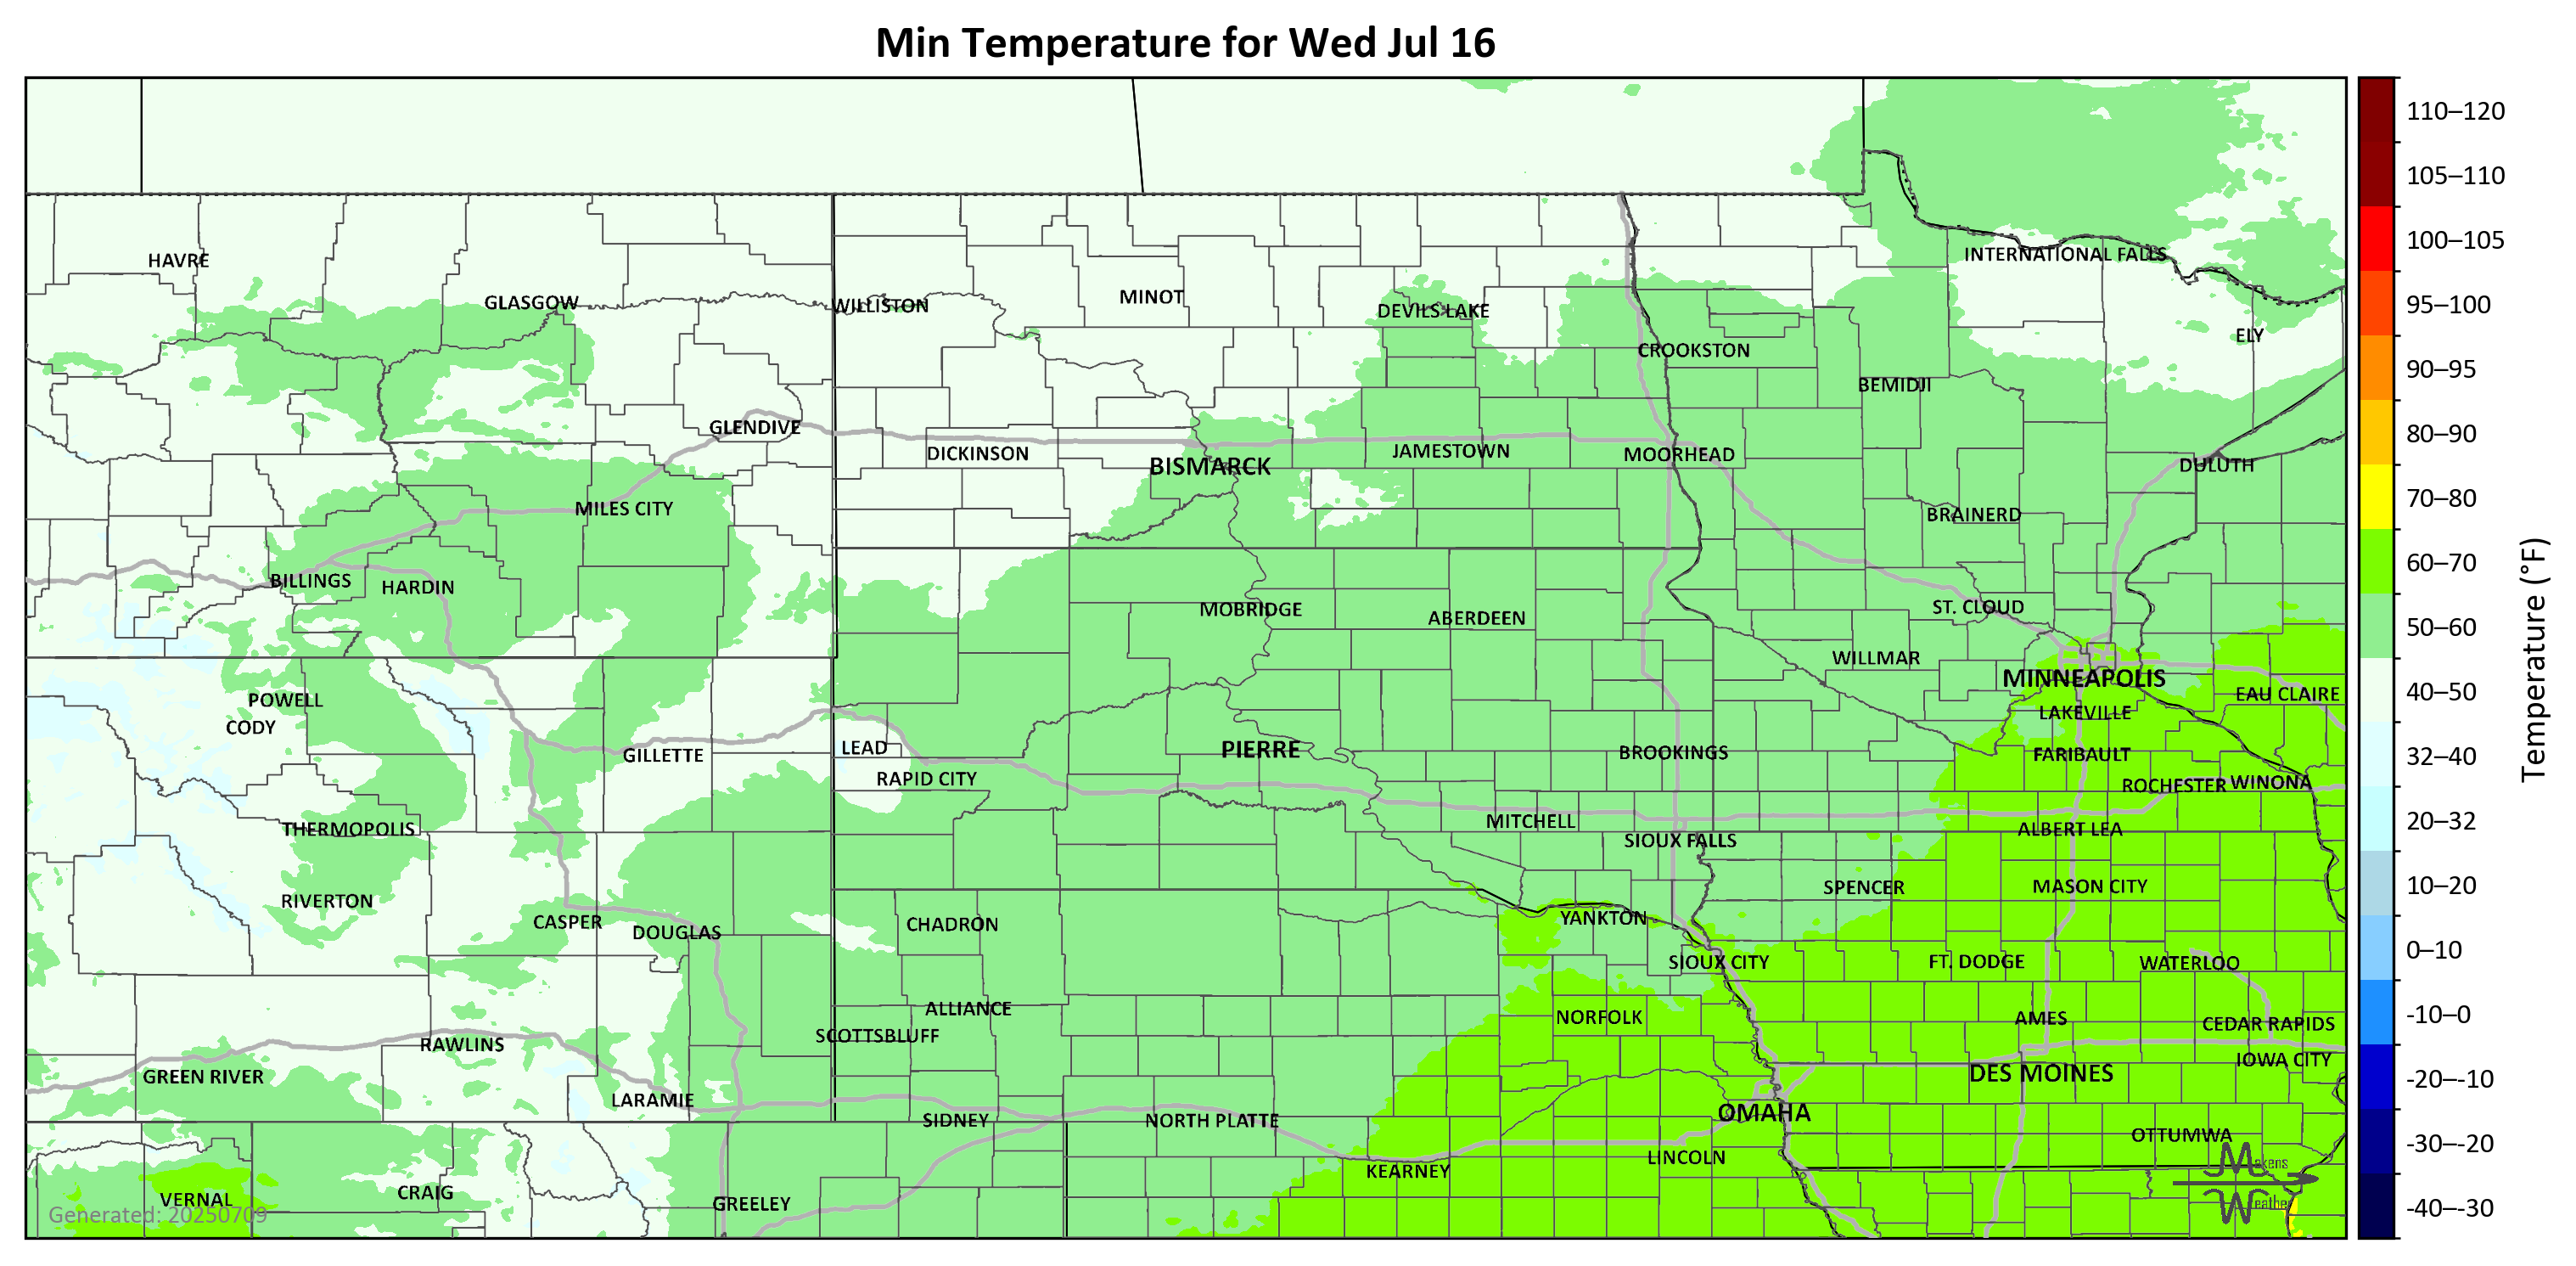 Min Temperature for Wed Jul 16
110–120
105–110
100–105
95–100
90–95
80–90
70–80
60–70
50–60
40–50
32–40
20–32
10–20
0–10
-10–0
-20–-10
-30–-20
-40–-30
Temperature (°F)
HAVRE
GLASGOW
WILLISTON
MINOT
DEVILS LAKE
INTERNATIONAL FALLS
ELY
CROOKSTON
BEMIDJI
GLENDIVE
DICKINSON
BISMARCK
JAMESTOWN
MOORHEAD
DULUTH
MILES CITY
BRAINERD
BILLINGS
HARDIN
MOBRIDGE
ABERDEEN
ST. CLOUD
WILLMAR
MINNEAPOLIS
EAU CLAIRE
POWELL
CODY
LAKEVILLE
GILLETTE
LEAD
PIERRE
BROOKINGS
FARIBAULT
RAPID CITY
ROCHESTER
WINONA
THERMOPOLIS
MITCHELL
SIOUX FALLS
ALBERT LEA
RIVERTON
SPENCER
MASON CITY
CASPER
DOUGLAS
CHADRON
YANKTON
SIOUX CITY
FT. DODGE
WATERLOO
ALLIANCE
NORFOLK
AMES
CEDAR RAPIDS
RAWLINS
SCOTTSBLUFF
IOWA CITY
GREEN RIVER
DES MOINES
LARAMIE
SIDNEY
NORTH PLATTE
OMAHA
OTTUMWA
LINCOLN
KEARNEY
VERNAL
CRAIG
GREELEY
Makens
Weather
Generated: 20250709